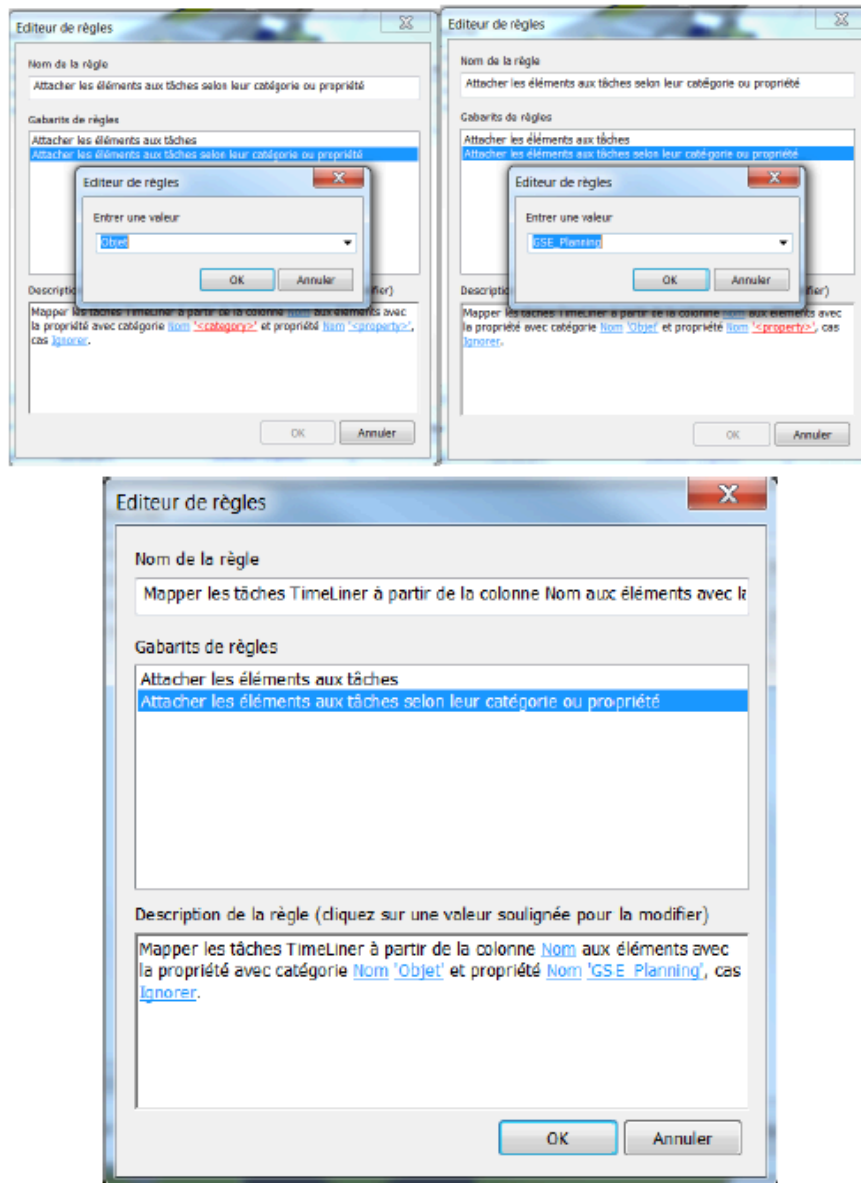 Editeur de règles
Nom de la règle
Attacher les éléments aux tâches selon leur catégorie ou propriété
Gabarits de règles
Attacher les éléments aux tâches
Attacher les éléments aux tâches selon leur catégorie ou propriété
Editeur de règles
Entrer une valeur
Objet
OK Annuler
Descriptio fier)
Mapper les tâches TimeLiner à partir de la colonne Nom aux éléments avec
la propriété avec catégorie Nom '<category>' et propriété Nom '<property>',
cas Ignorer.
OK Annuler
Editeur de règles
Nom de la règle
Attacher les éléments aux tâches selon leur catégorie ou propriété
Gabarits de règles
Attacher les éléments aux tâches
Attacher les éléments aux tâches selon leur catégorie ou propriété
Editeur de règles
Entrer une valeur
GSE_Planning
OK Annuler
Descriptio fier)
Mapper les tâches TimeLiner à partir de la colonne Nom aux éléments avec
la propriété avec catégorie Nom 'Objet' et propriété Nom '<property>', cas
Ignorer.
OK Annuler
Editeur de règles
Nom de la règle
Mapper les tâches TimeLiner à partir de la colonne Nom aux éléments avec la
Gabarits de règles
Attacher les éléments aux tâches
Attacher les éléments aux tâches selon leur catégorie ou propriété
Description de la règle (cliquez sur une valeur soulignée pour la modifier)
Mapper les tâches TimeLiner à partir de la colonne Nom aux éléments avec
la propriété avec catégorie Nom 'Objet' et propriété Nom 'GSE_Planning', cas
Ignorer.
OK Annuler